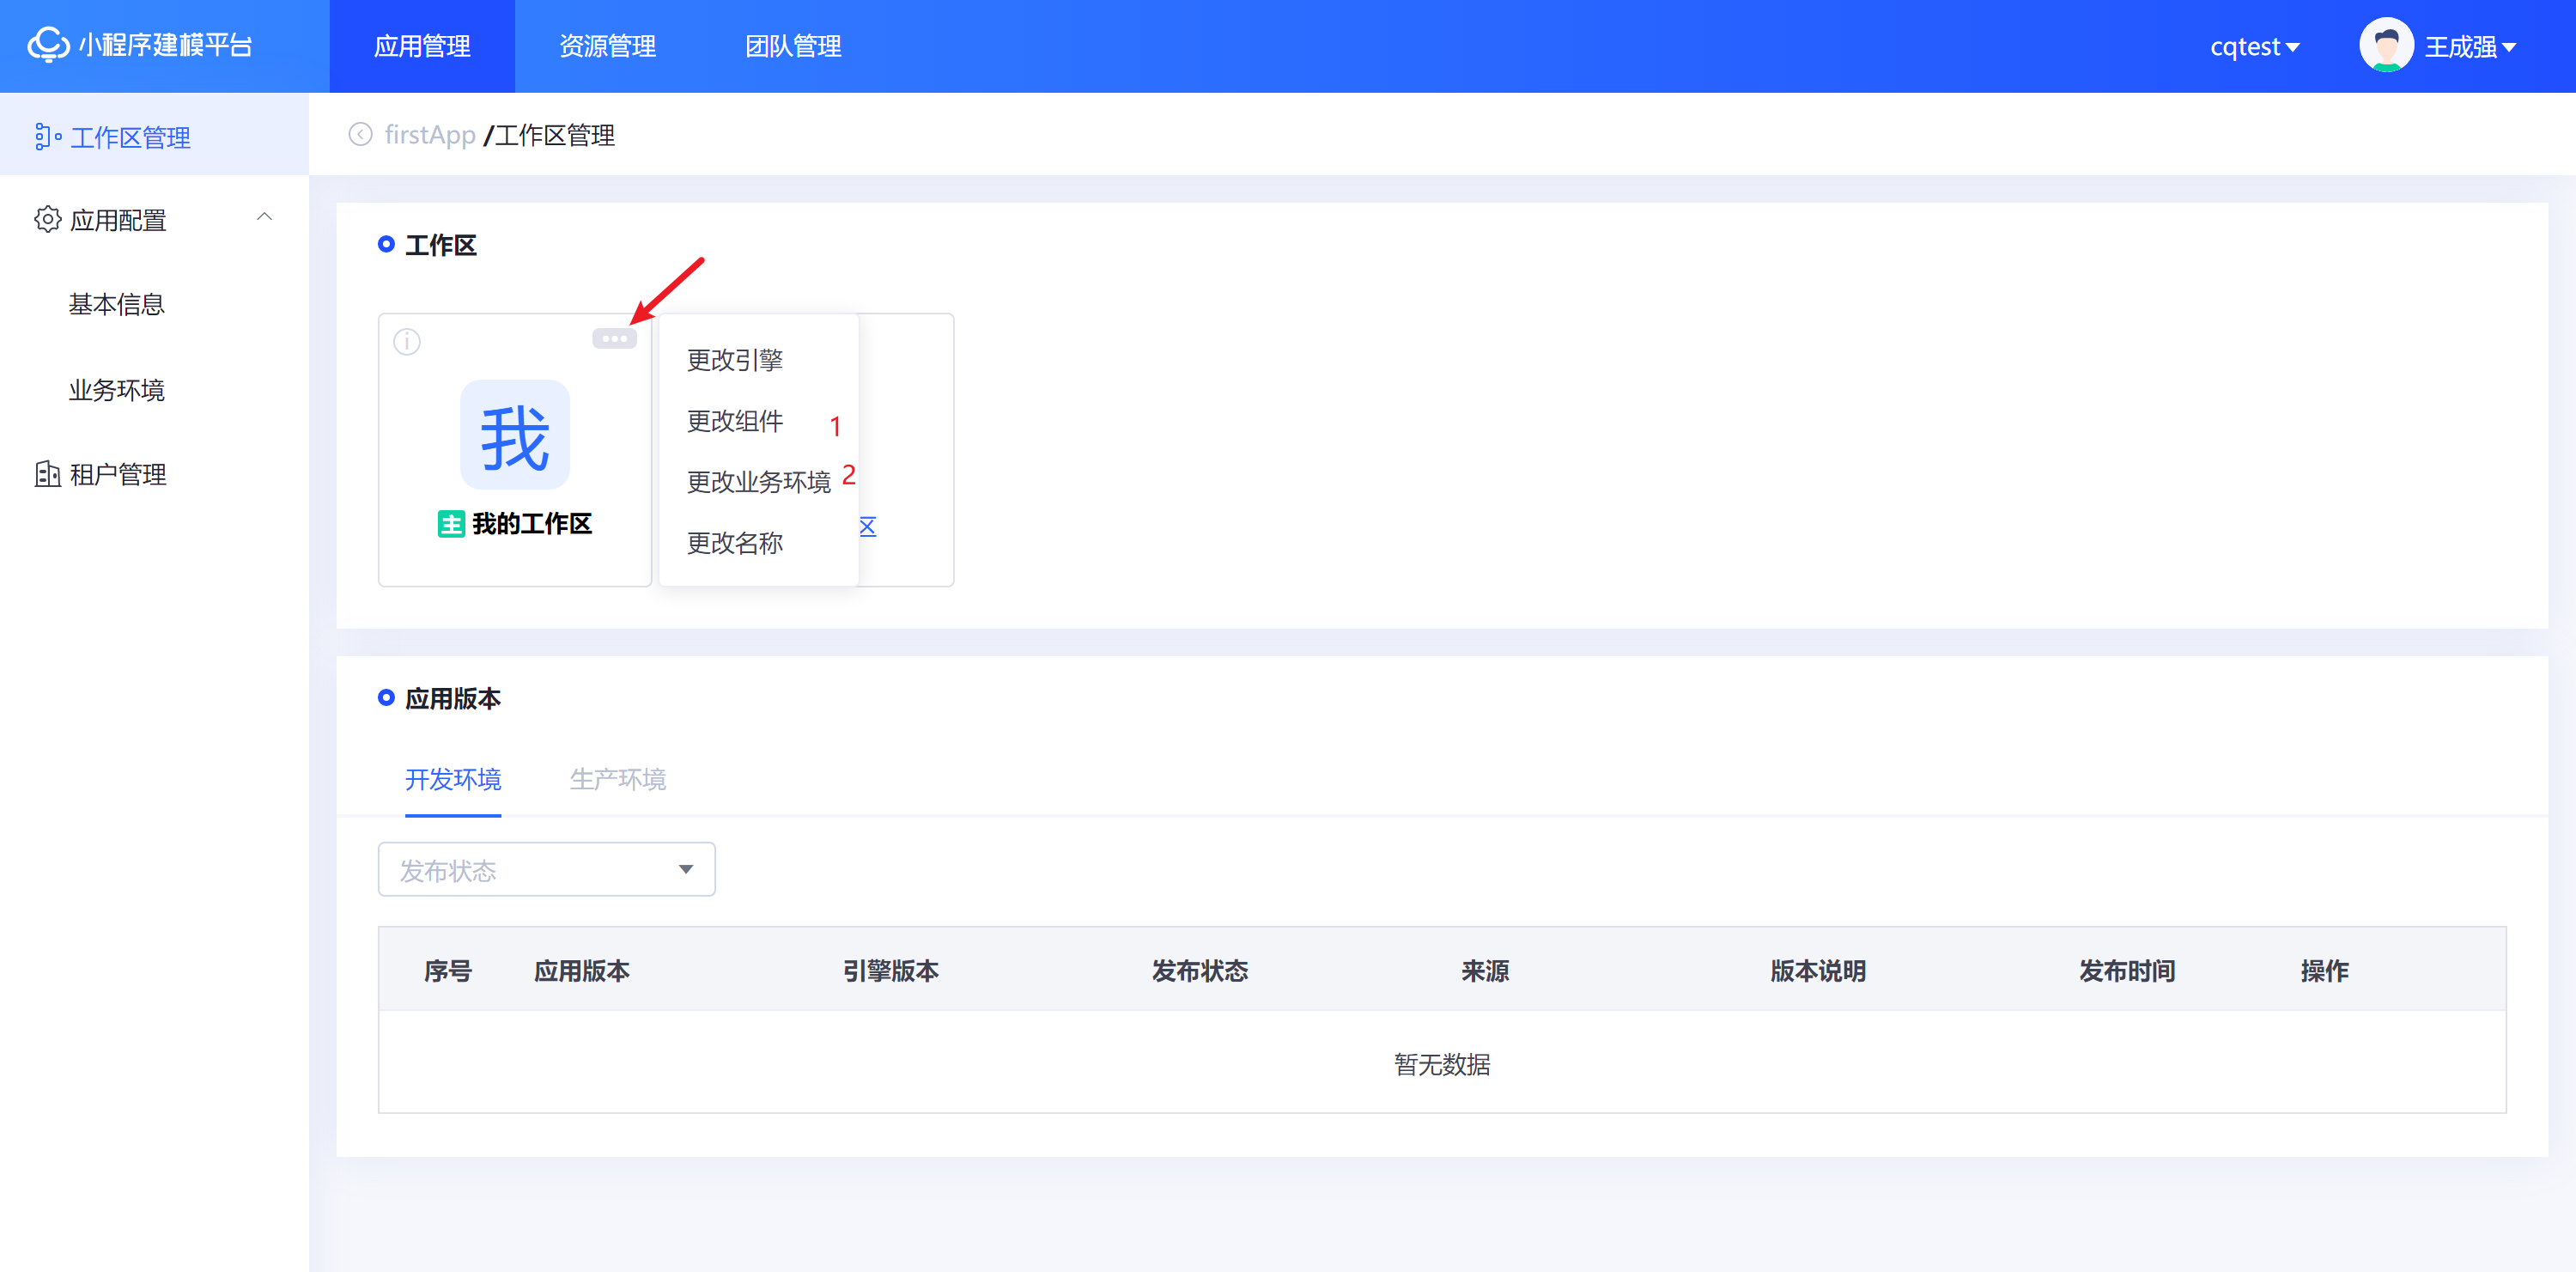 小程序建模平台
应用管理
资源管理
团队管理
cqtest
王成强
工作区管理
应用配置
基本信息
业务环境
租户管理
firstApp /工作区管理
工作区
我
主 我的工作区
更改引擎
更改组件 1
更改业务环境 2
更改名称
区
应用版本
开发环境
生产环境
发布状态
序号 应用版本 引擎版本 发布状态 来源 版本说明 发布时间 操作
暂无数据